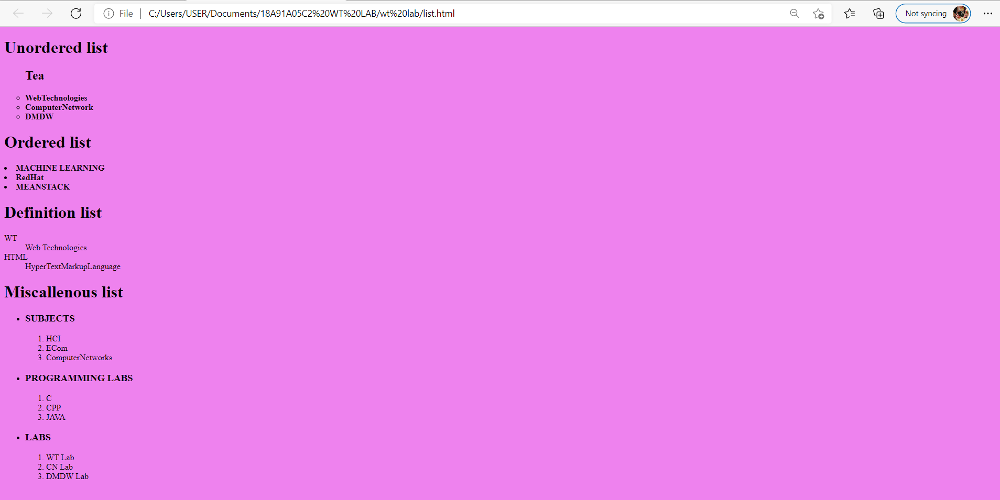 File | C:/Users/USER/Documents/18A91A05C2%20WT%20LAB/wt%20lab/list.html Not syncing
Unordered list
Tea
WebTechnologies
ComputerNetwork
DMDW
Ordered list
MACHINE LEARNING
RedHat
MEANSTACK
Definition list
WT
Web Technologies
HTML
HyperTextMarkupLanguage
Miscallenous list
SUBJECTS
1. HCI
2. ECom
3. ComputerNetworks
PROGRAMMING LABS
1. C
2. CPP
3. JAVA
LABS
1. WT Lab
2. CN Lab
3. DMDW Lab